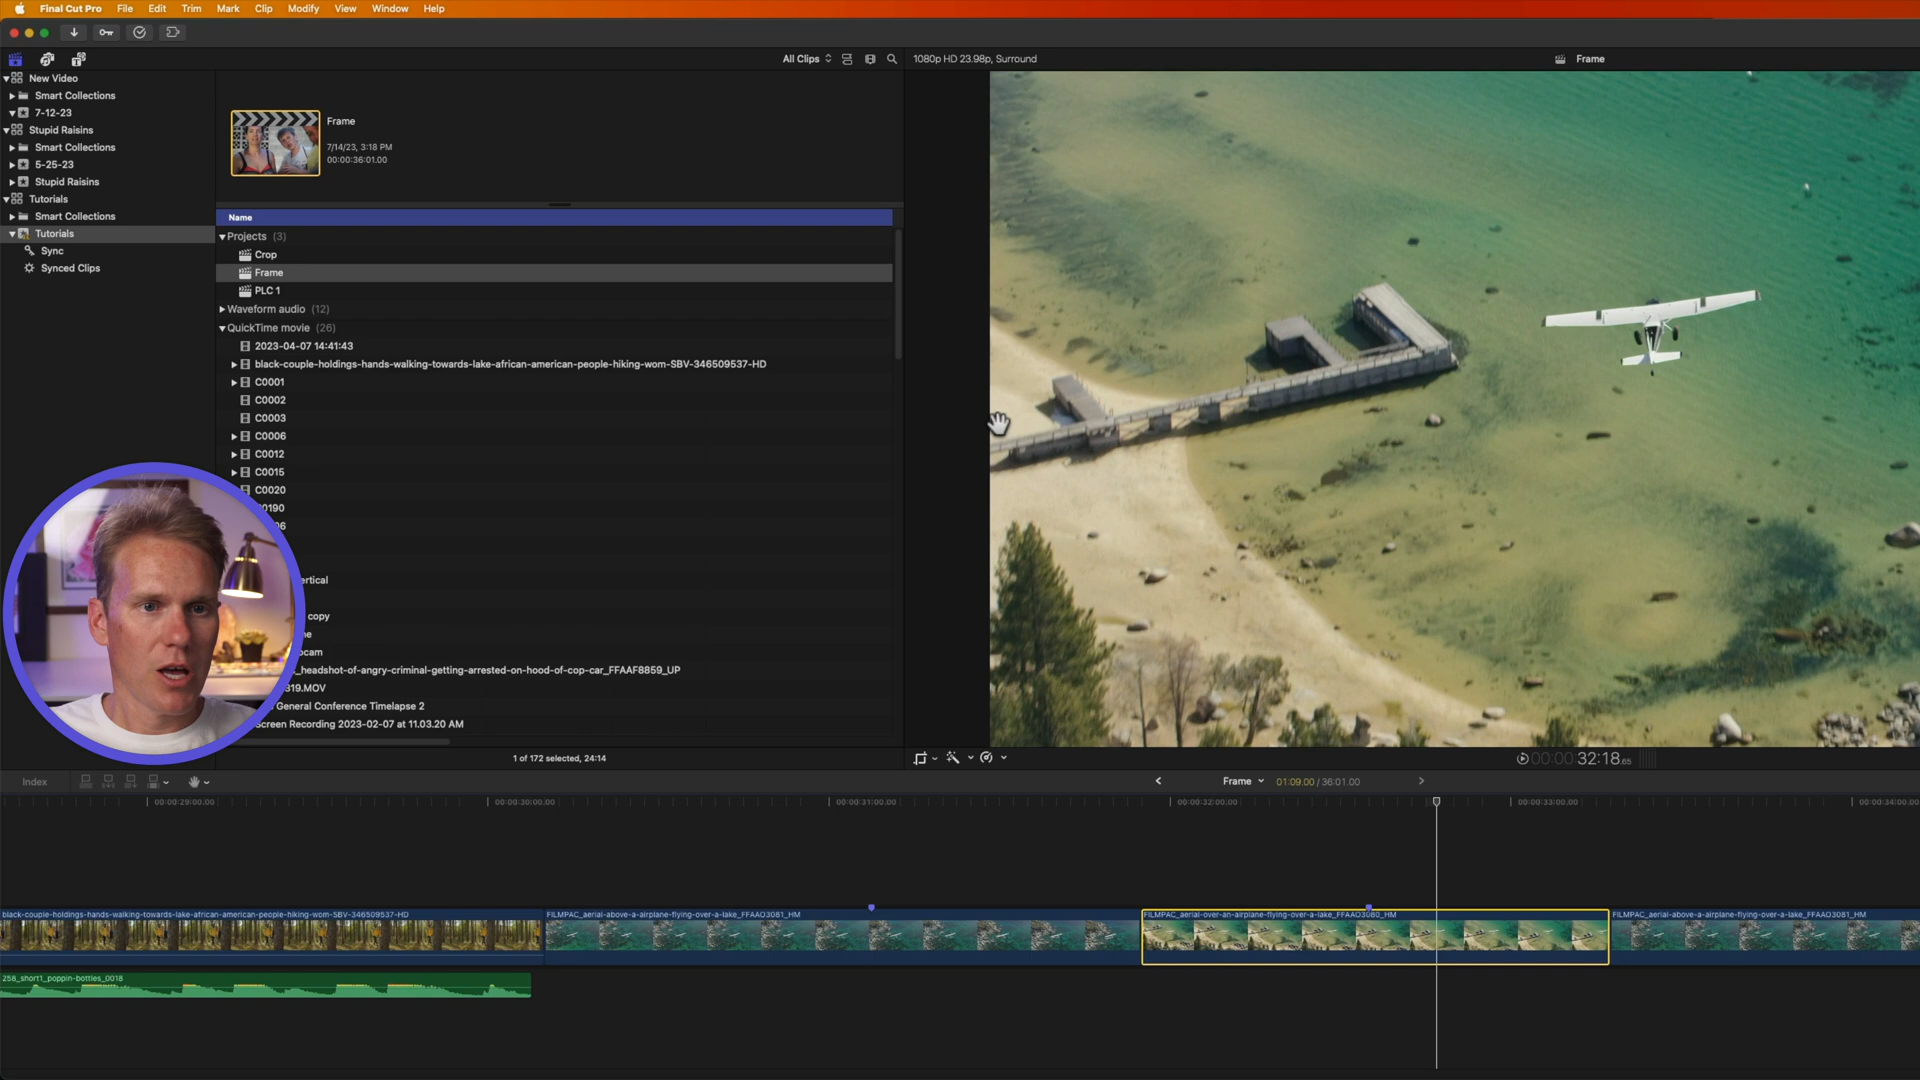 Final Cut Pro File Edit Trim Mark Clip Modify View Window Help
All Clips
1080p HD 23.98p, Surround
Frame
New Video
Smart Collections
7-12-23
Stupid Raisins
Smart Collections
5-25-23
Stupid Raisins
Tutorials
Smart Collections
Tutorials
Sync
Synced Clips
Frame
7/14/23, 3:18 PM
00:00:36:01.00
Name
Projects (3)
Crop
Frame
PLC 1
Waveform audio (12)
QuickTime movie (26)
2023-04-07 14:41:43
black-couple-holdings-hands-walking-towards-lake-african-american-people-hiking-wom-SBV-346509537-HD
C0001
C0002
C0003
C0006
C0012
C0015
C0020
0190
06
ertical
copy
ne
ocam
_headshot-of-angry-criminal-getting-arrested-on-hood-of-cop-car_FFAAF8859_UP
319.MOV
General Conference Timelapse 2
Screen Recording 2023-02-07 at 11.03.20 AM
1 of 172 selected, 24:14
00:00:32:18.65
Index
Frame
01:09.00 / 36:01.00
00:00:29:00.00
00:00:30:00.00
00:00:31:00.00
00:00:32:00.00
00:00:33:00.00
00:00:34:00.00
black-couple-holdings-hands-walking-towards-lake-african-american-people-hiking-wom-SBV-346509537-HD
FILMPAC_aerial-above-a-airplane-flying-over-a-lake_FFAAO3081_HM
FILMPAC_aerial-over-an-airplane-flying-over-a-lake_FFAAO3080_HM
FILMPAC_aerial-above-a-airplane-flying-over-a-lake_FFAAO3081_HM
258_short1_poppin-bottles_0018